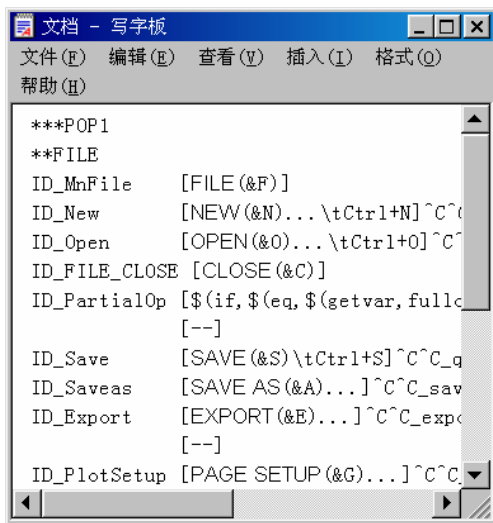 文档 - 写字板
文件(F) 编辑(E) 查看(V) 插入(I) 格式(O)
帮助(H)
***POP1
**FILE
ID_MnFile [FILE(&F)]
ID_New [NEW(&N)...\tCtrl+N]^C^
ID_Open [OPEN(&O)...\tCtrl+O]^C^
ID_FILE_CLOSE [CLOSE(&C)]
ID_PartialOp [$(if,$(eq,$(getvar,fullo
[--]
ID_Save [SAVE(&S)\tCtrl+S]^C^C_q
ID_Saveas [SAVE AS(&A)...]^C^C_sav
ID_Export [EXPORT(&E)...]^C^C_expo
[--]
ID_PlotSetup [PAGE SETUP(&G)...]^C^C_